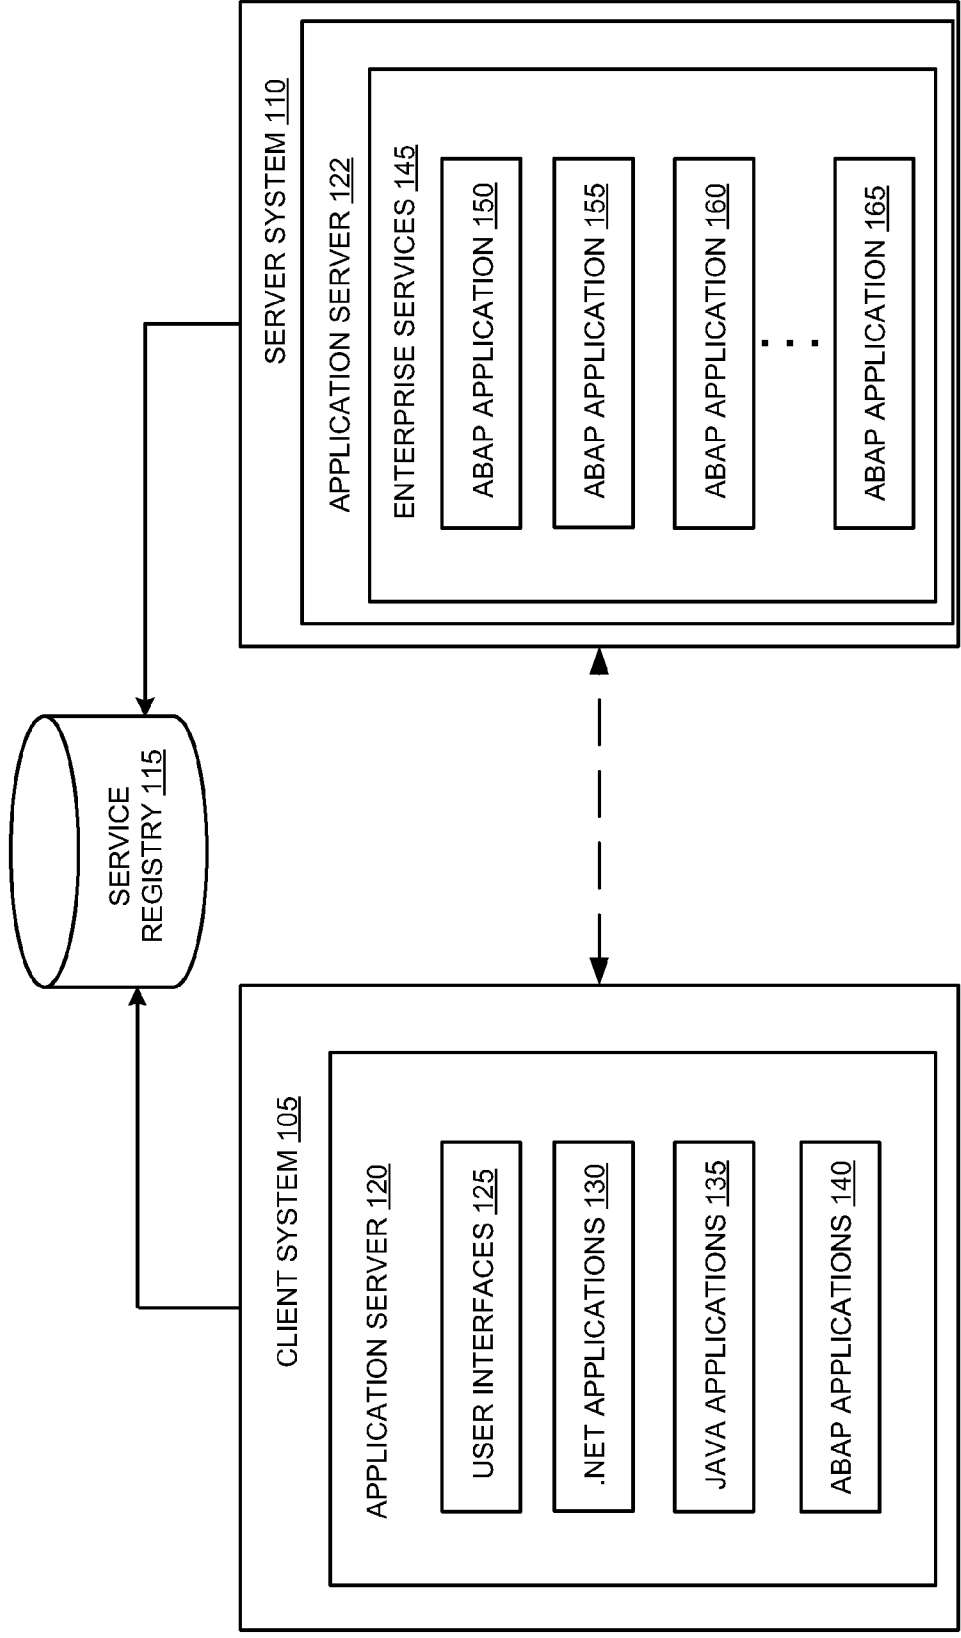 SERVICE
REGISTRY 115
CLIENT SYSTEM 105
APPLICATION SERVER 120
USER INTERFACES 125
.NET APPLICATIONS 130
JAVA APPLICATIONS 135
ABAP APPLICATIONS 140
SERVER SYSTEM 110
APPLICATION SERVER 122
ENTERPRISE SERVICES 145
ABAP APPLICATION 150
ABAP APPLICATION 155
ABAP APPLICATION 160
. . .
ABAP APPLICATION 165